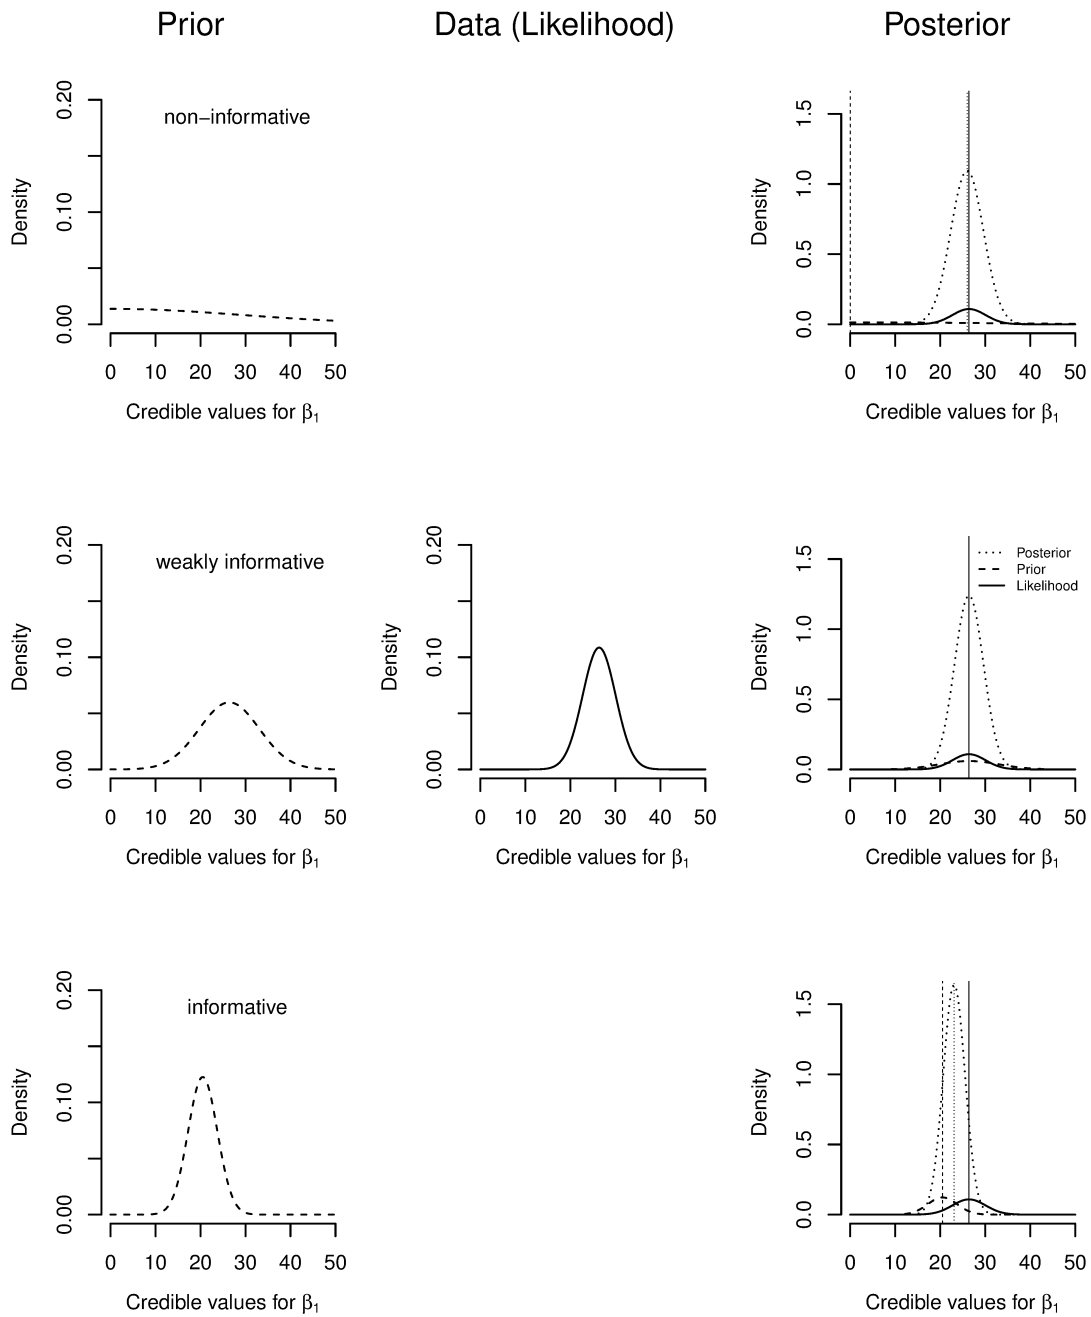 Prior Data (Likelihood) Posterior
0.20
0.10
0.00
Density
non−informative
0 10 20 30 40 50
Credible values for β1
1.5
1.0
0.5
0.0
Density
0 10 20 30 40 50
Credible values for β1
0.20
0.10
0.00
Density
weakly informative
0 10 20 30 40 50
Credible values for β1
0.20
0.10
0.00
Density
0 10 20 30 40 50
Credible values for β1
1.5
1.0
0.5
0.0
Density
Posterior
Prior
Likelihood
0 10 20 30 40 50
Credible values for β1
0.20
0.10
0.00
Density
informative
0 10 20 30 40 50
Credible values for β1
1.5
1.0
0.5
0.0
Density
0 10 20 30 40 50
Credible values for β1